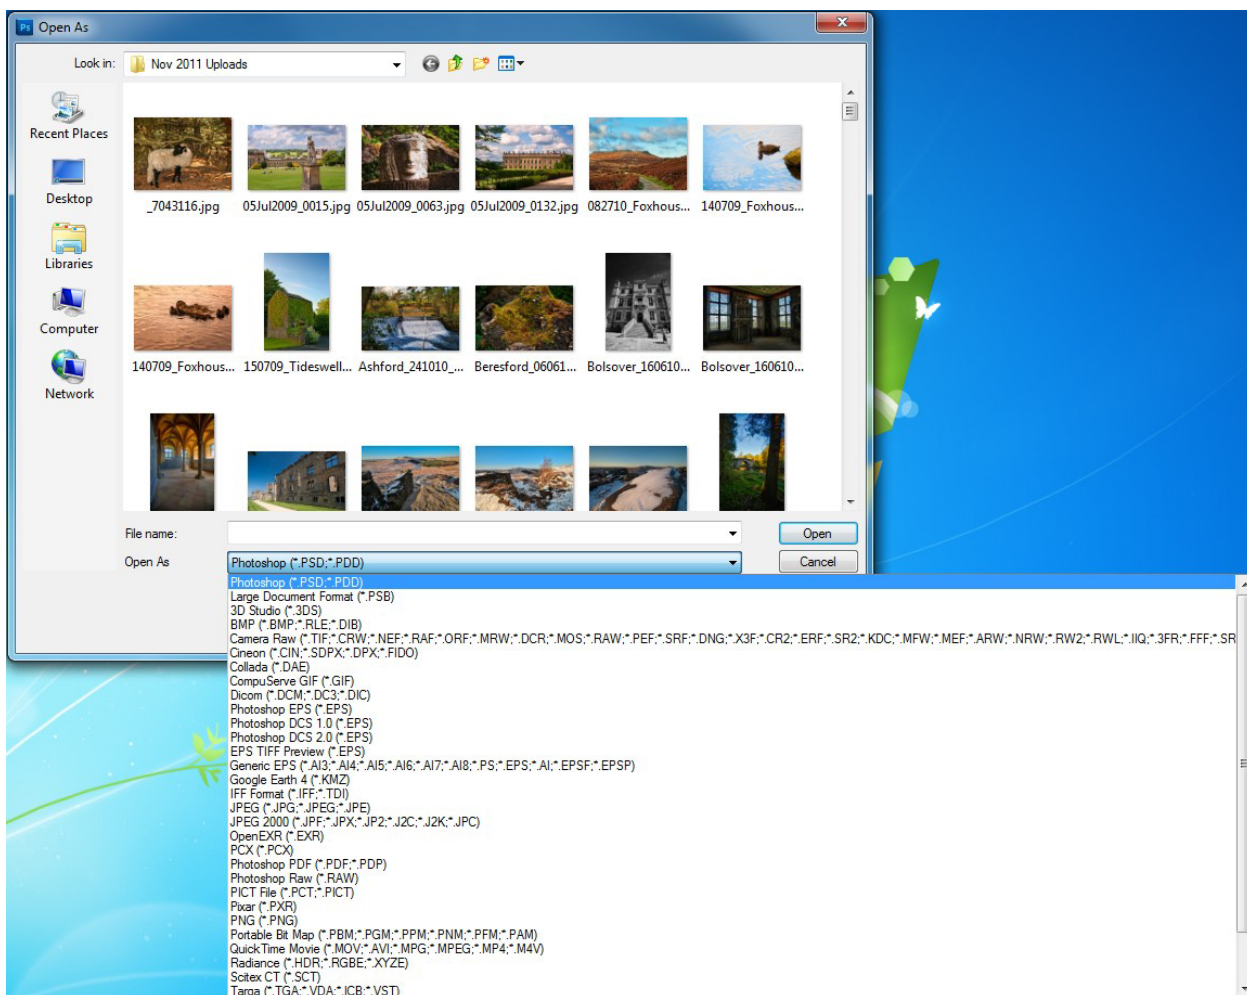 Ps Open As
Look in: Nov 2011 Uploads
Recent Places
Desktop
Libraries
Computer
Network
_7043116.jpg 05Jul2009_0015.jpg 05Jul2009_0063.jpg 05Jul2009_0132.jpg 082710_Foxhous... 140709_Foxhous...
140709_Foxhous... 150709_Tideswell... Ashford_241010_... Beresford_06061... Bolsover_160610... Bolsover_160610...
File name: Open
Open As Photoshop (*.PSD;*.PDD) Cancel
Photoshop (*.PSD;*.PDD)
Large Document Format (*.PSB)
3D Studio (*.3DS)
BMP (*.BMP;*.RLE;*.DIB)
Camera Raw (*.TIF;*.CRW;*.NEF;*.RAF;*.ORF;*.MRW;*.DCR;*.MOS;*.RAW;*.PEF;*.SRF;*.DNG;*.X3F;*.CR2;*.ERF;*.SR2;*.KDC;*.MFW;*.MEF;*.ARW;*.NRW;*.RW2;*.RWL;*.IIQ;*.3FR;*.FFF;*.SR
Cineon (*.CIN;*.SDPX;*.DPX;*.FIDO)
Collada (*.DAE)
CompuServe GIF (*.GIF)
Dicom (*.DCM;*.DC3;*.DIC)
Photoshop EPS (*.EPS)
Photoshop DCS 1.0 (*.EPS)
Photoshop DCS 2.0 (*.EPS)
EPS TIFF Preview (*.EPS)
Generic EPS (*.AI3;*.AI4;*.AI5;*.AI6;*.AI7;*.AI8;*.PS;*.EPS;*.AI;*.EPSF;*.EPSP)
Google Earth 4 (*.KMZ)
IFF Format (*.IFF;*.TDI)
JPEG (*.JPG;*.JPEG;*.JPE)
JPEG 2000 (*.JPF;*.JPX;*.JP2;*.J2C;*.J2K;*.JPC)
OpenEXR (*.EXR)
PCX (*.PCX)
Photoshop PDF (*.PDF;*.PDP)
Photoshop Raw (*.RAW)
PICT File (*.PCT;*.PICT)
Pixar (*.PXR)
PNG (*.PNG)
Portable Bit Map (*.PBM;*.PGM;*.PPM;*.PNM;*.PFM;*.PAM)
QuickTime Movie (*.MOV;*.AVI;*.MPG;*.MPEG;*.MP4;*.M4V)
Radiance (*.HDR;*.RGBE;*.XYZE)
Scitex CT (*.SCT)
Targa (*.TGA;*.VDA;*.ICB;*.VST)